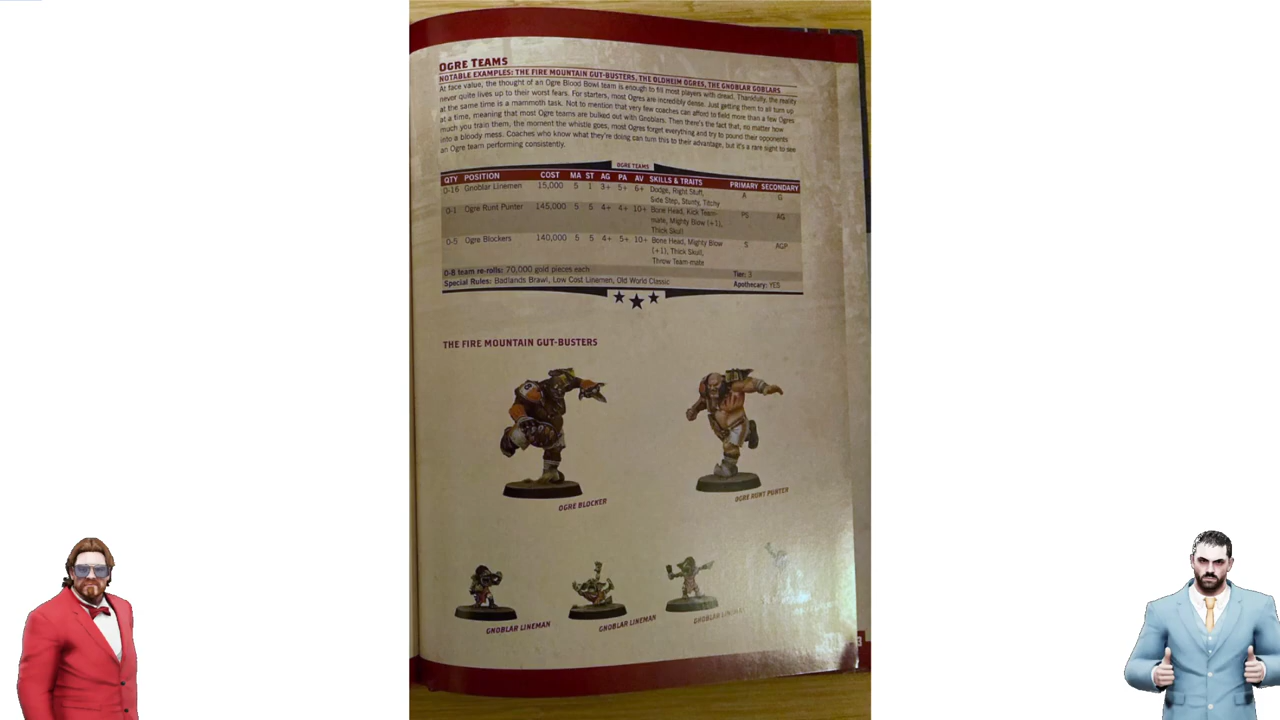 OGRE TEAMS
NOTABLE EXAMPLES: THE FIRE MOUNTAIN GUT-BUSTERS, THE OLDHEIM OGRES, THE GNOBLAR GOBLARS
At face value, the thought of an Ogre Blood Bowl team is enough to fill most players with dread. Thankfully, the reality
never quite lives up to their worst fears. For starters, most Ogres are incredibly dense. Just getting them to all turn up
at the same time is a mammoth task. Not to mention that very few coaches can afford to field more than a few Ogres
at a time, meaning that most Ogre teams are bulked out with Gnoblars. Then there's the fact that, no matter how
much you train them, the moment the whistle goes, most Ogres forget everything and try to pound their opponents
into a bloody mess. Coaches who know what they're doing can turn this to their advantage, but it's a rare sight to see
an Ogre team performing consistently.
OGRE TEAMS
QTY POSITION COST MA ST AG PA AV SKILLS & TRAITS PRIMARY SECONDARY
0-16 Gnoblar Linemen 15,000 5 1 3+ 5+ 6+ Dodge, Right Stuff, A G
Side Step, Stunty, Titchy
0-1 Ogre Runt Punter 145,000 5 5 4+ 4+ 10+ Bone Head, Kick Team- PS AG
mate, Mighty Blow (+1),
Thick Skull
0-5 Ogre Blockers 140,000 5 5 4+ 5+ 10+ Bone Head, Mighty Blow S AGP
(+1), Thick Skull,
Throw Team-mate
0-8 team re-rolls: 70,000 gold pieces each Tier: 3
Special Rules: Badlands Brawl, Low Cost Linemen, Old World Classic Apothecary: YES
THE FIRE MOUNTAIN GUT-BUSTERS
OGRE BLOCKER
OGRE RUNT PUNTER
GNOBLAR LINEMAN
GNOBLAR LINEMAN
GNOBLAR LINEMAN